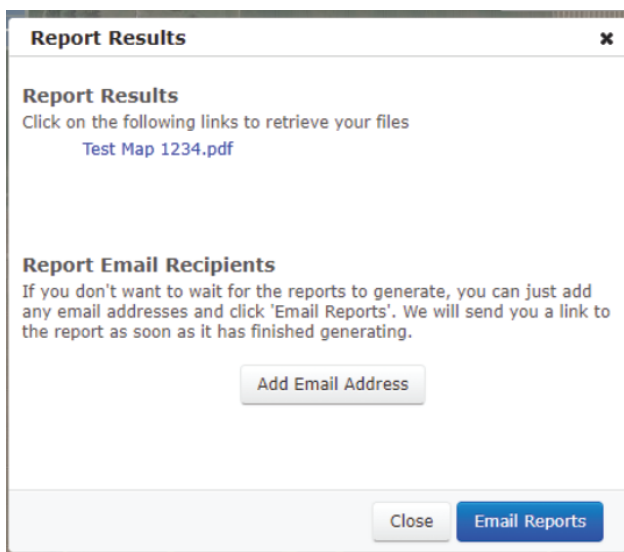 Report Results
Report Results
Click on the following links to retrieve your files
Test Map 1234.pdf
Report Email Recipients
If you don't want to wait for the reports to generate, you can just add
any email addresses and click 'Email Reports'. We will send you a link to
the report as soon as it has finished generating.
Add Email Address
Close Email Reports